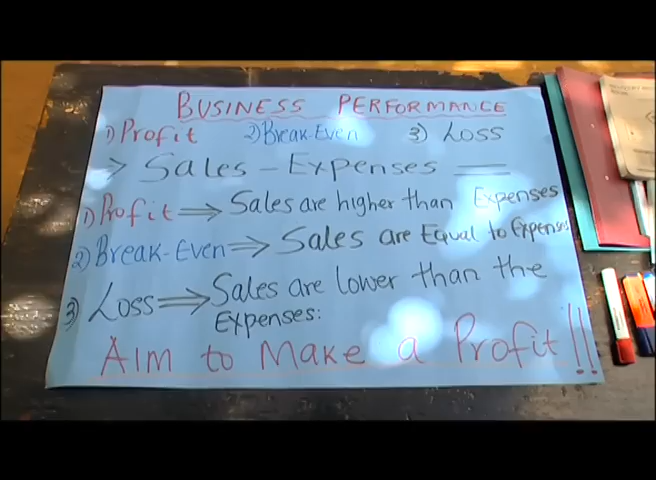 BUSINESS PERFORMANCE
1) Profit 2) Break-Even 3) Loss
> Sales - Expenses =
1) Profit ⇒ Sales are higher than Expenses
2) Break-Even ⇒ Sales are Equal to Expenses
3) Loss ⇒ Sales are lower than the
Expenses:
AIM to Make a Profit!!